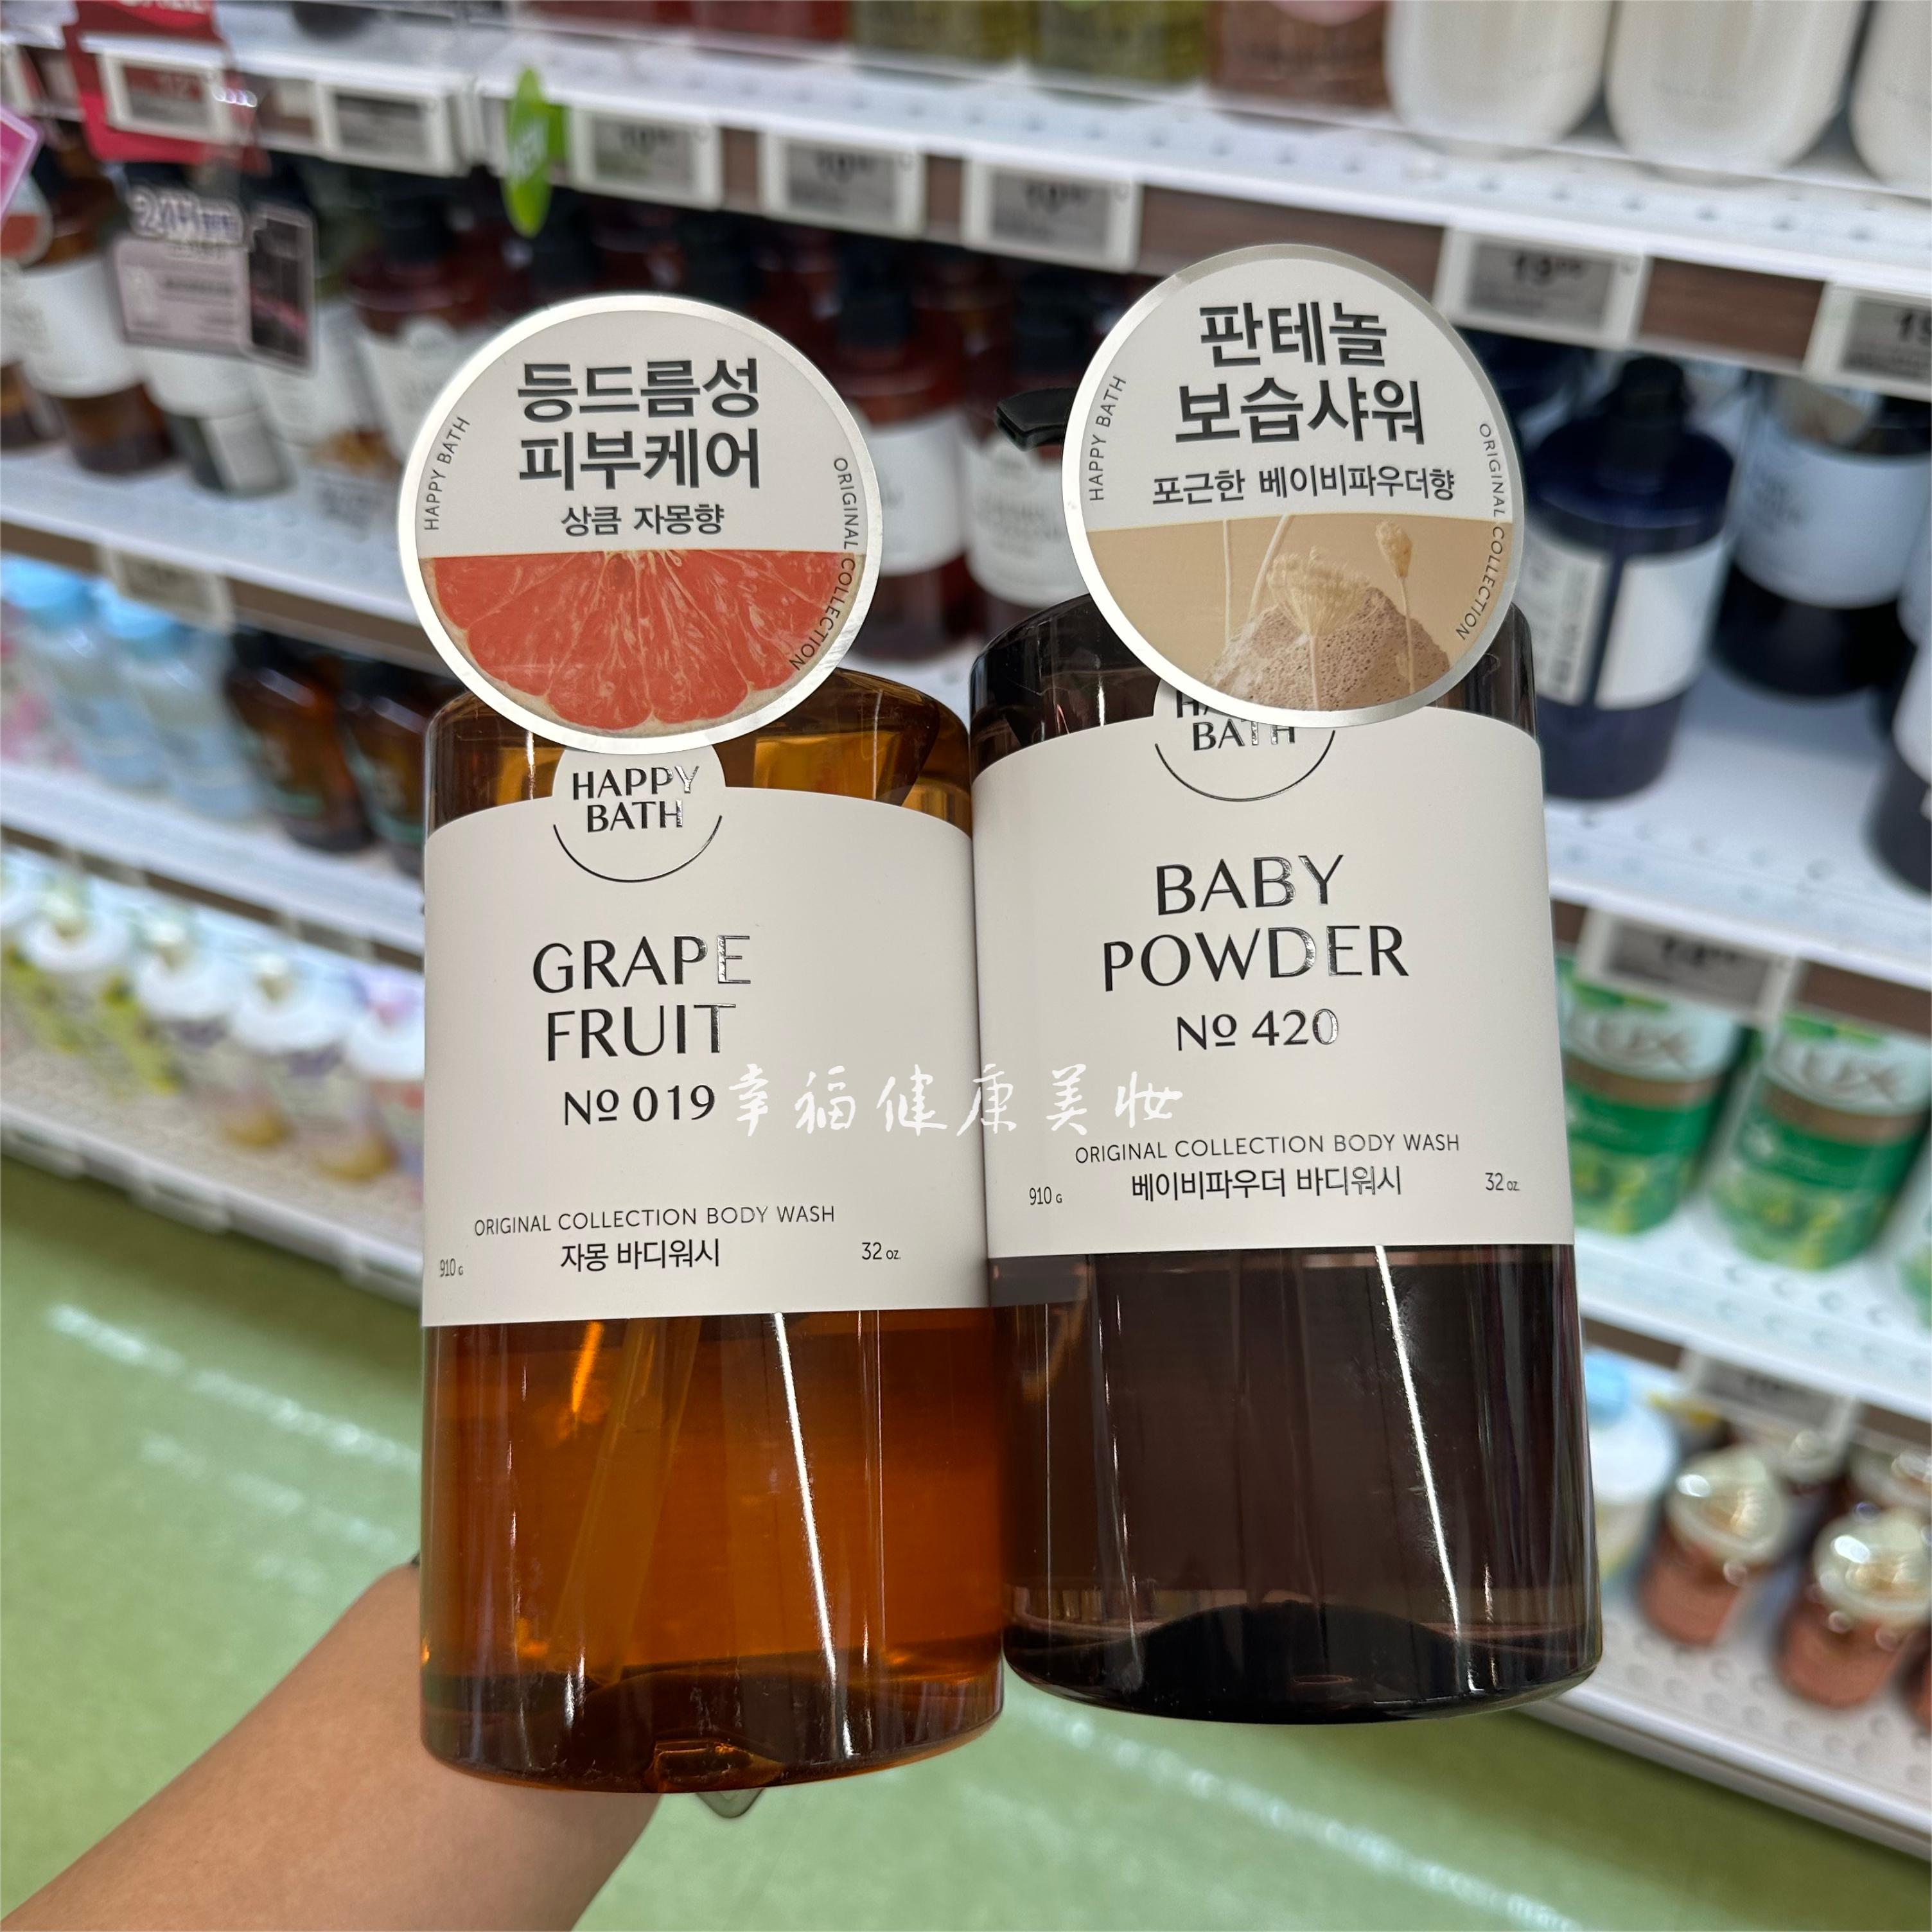 등드름성
피부케어
상큼 자몽향
HAPPY BATH
ORIGINAL COLLECTION
HAPPY
BATH
GRAPE
FRUIT
№ 019
ORIGINAL COLLECTION BODY WASH
자몽 바디워시
910 G
32 oz.
판테놀
보습샤워
포근한 베이비파우더향
HAPPY BATH
ORIGINAL COLLECTION
BATH
BABY
POWDER
№ 420
ORIGINAL COLLECTION BODY WASH
베이비파우더 바디워시
910 G
32 oz.
幸福健康美妆
24H
LUX